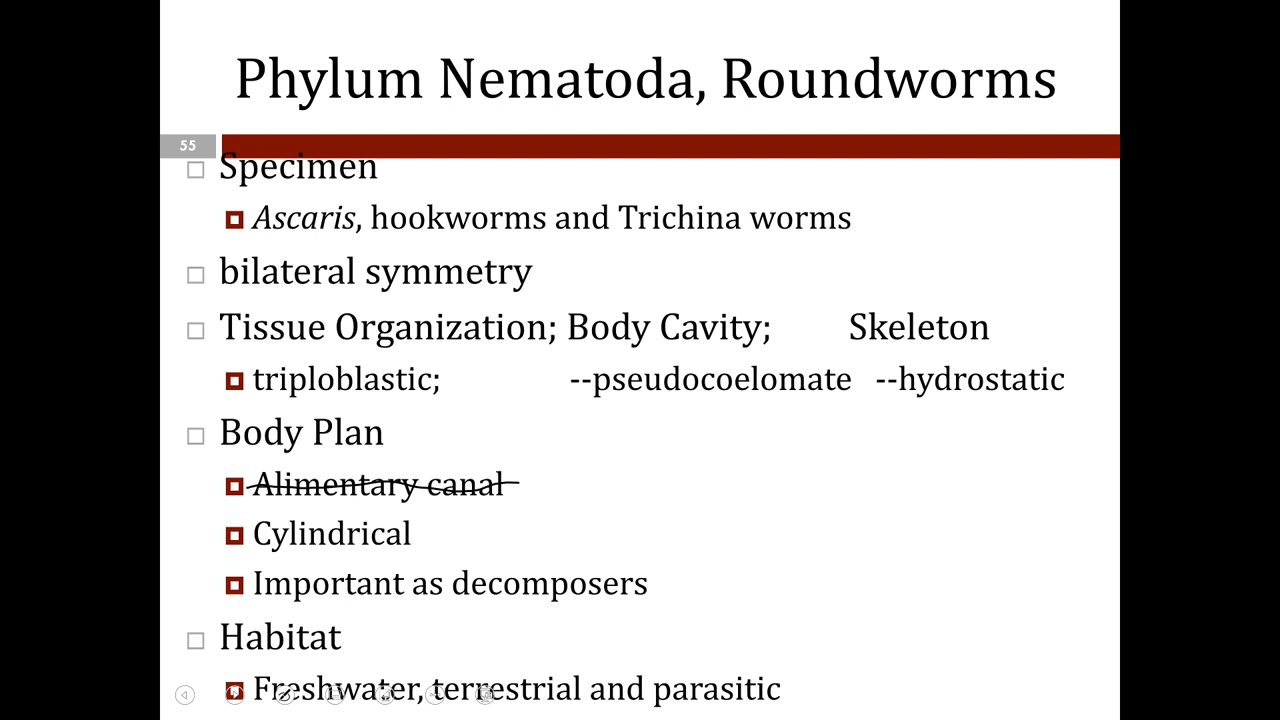 Phylum Nematoda, Roundworms
55
Specimen
Ascaris, hookworms and Trichina worms
bilateral symmetry
Tissue Organization; Body Cavity; Skeleton
triploblastic; --pseudocoelomate --hydrostatic
Body Plan
Alimentary canal
Cylindrical
Important as decomposers
Habitat
Freshwater, terrestrial and parasitic